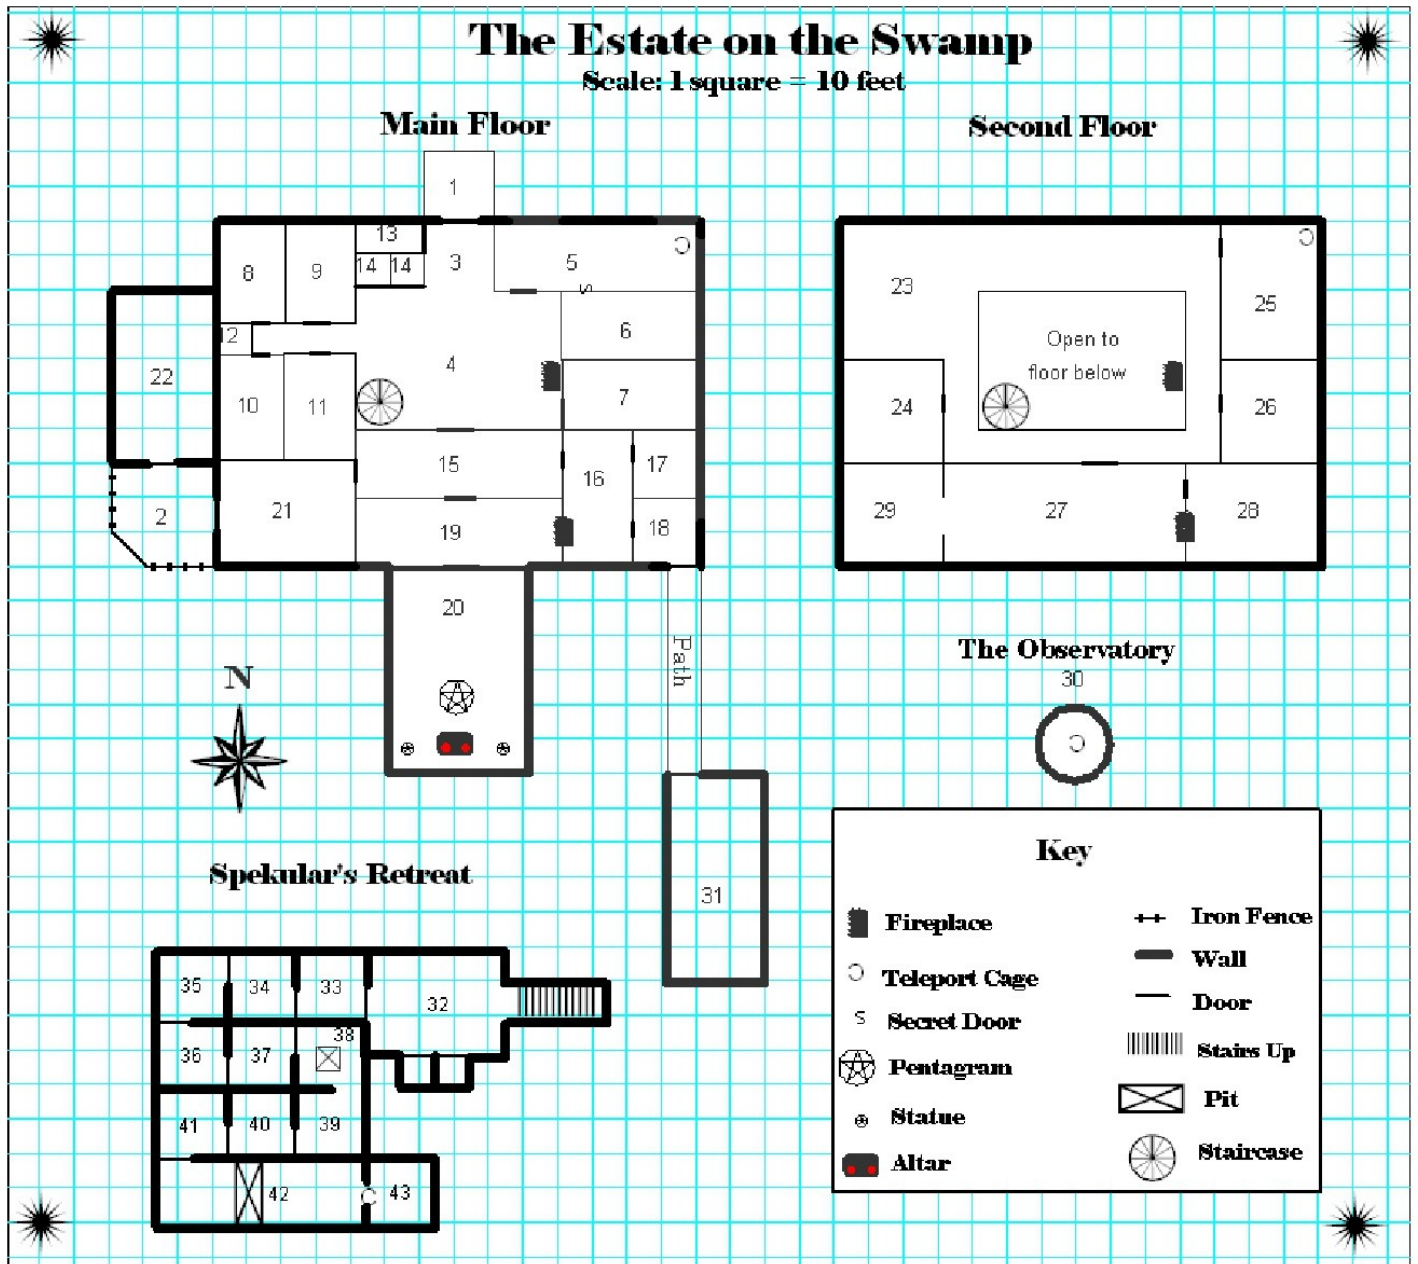 The Estate on the Swamp
Scale: 1 square = 10 feet
Main Floor
Second Floor
1
13
3
5
C
8
9
14
14
S
12
6
4
22
10
11
7
15
16
17
2
21
19
18
20
Path
N
C
23
25
Open to
floor below
24
26
29
27
28
The Observatory
30
C
31
Spekular's Retreat
35
34
33
32
36
37
38
41
40
39
42
C
43
Key
Fireplace
Iron Fence
C
Teleport Cage
Wall
S
Secret Door
Door
Pentagram
Stairs Up
Statue
Pit
Altar
Staircase